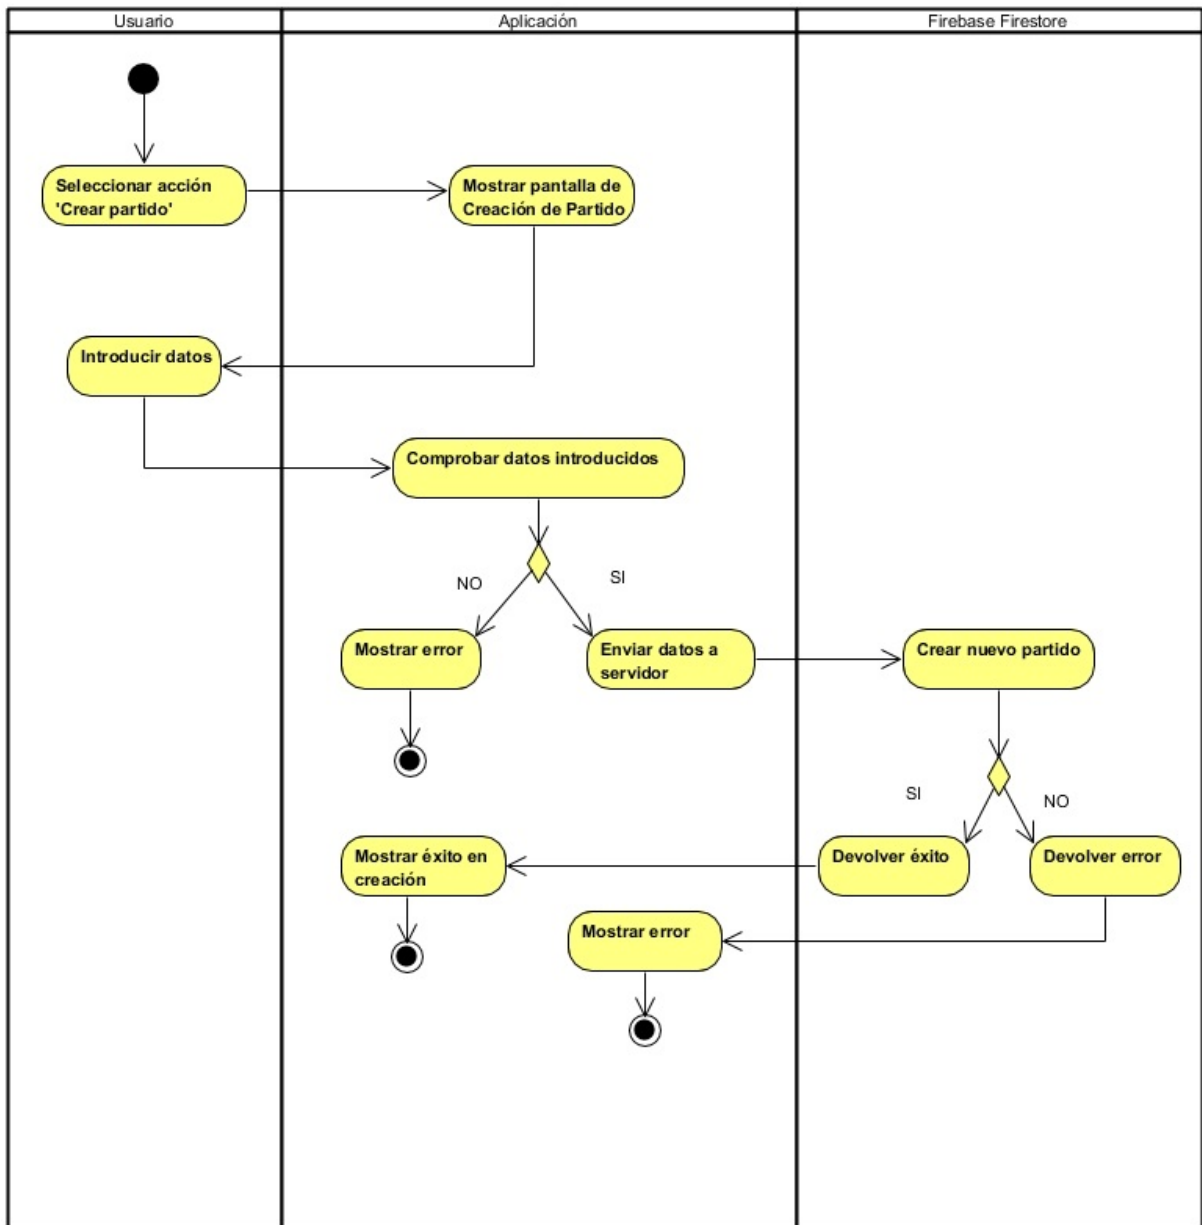 Usuario
Aplicación
Firebase Firestore
Seleccionar acción
'Crear partido'
Mostrar pantalla de
Creación de Partido
Introducir datos
Comprobar datos introducidos
NO
SI
Mostrar error
Enviar datos a
servidor
Crear nuevo partido
SI
NO
Mostrar éxito en
creación
Devolver éxito
Devolver error
Mostrar error